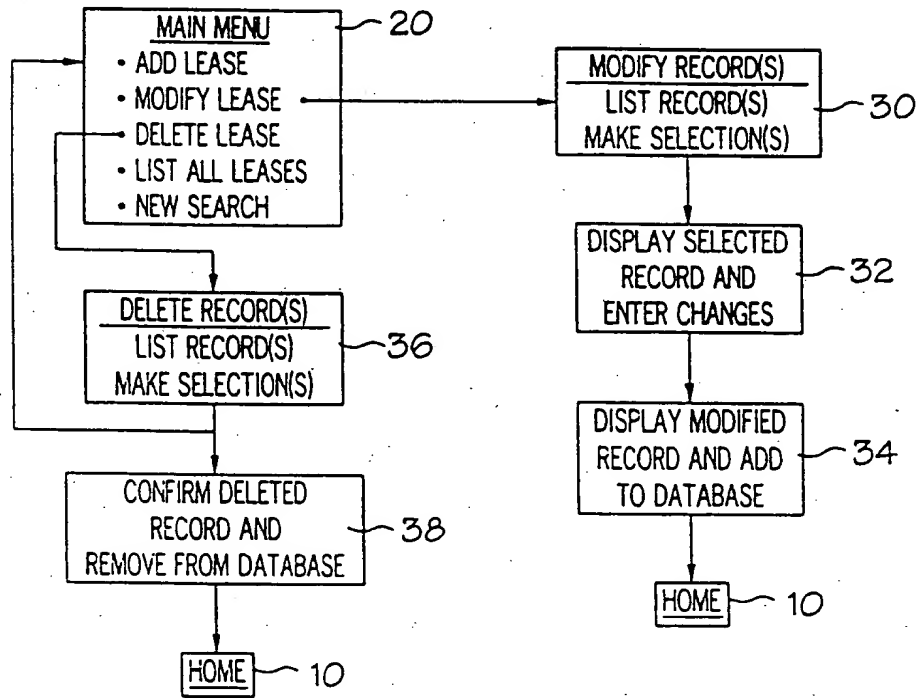 MAIN MENU
• ADD LEASE
• MODIFY LEASE
• DELETE LEASE
• LIST ALL LEASES
• NEW SEARCH
20
MODIFY RECORD(S)
LIST RECORD(S)
MAKE SELECTION(S)
30
DISPLAY SELECTED
RECORD AND
ENTER CHANGES
32
DISPLAY MODIFIED
RECORD AND ADD
TO DATABASE
34
HOME
10
DELETE RECORD(S)
LIST RECORD(S)
MAKE SELECTION(S)
36
CONFIRM DELETED
RECORD AND
REMOVE FROM DATABASE
38
HOME
10